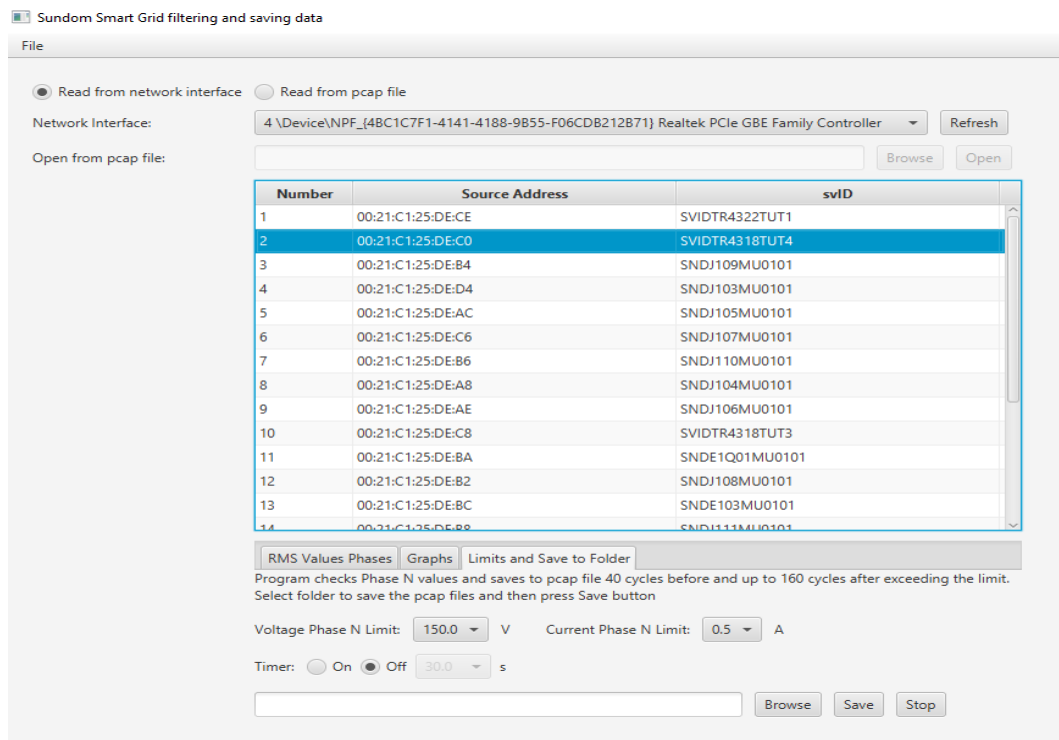 Sundom Smart Grid filtering and saving data
File
Read from network interface Read from pcap file
Network Interface: 4 \Device\NPF_{4BC1C7F1-4141-4188-9B55-F06CDB212B71} Realtek PCIe GBE Family Controller Refresh
Open from pcap file: Browse Open
Number Source Address svID
1 00:21:C1:25:DE:CE SVIDTR4322TUT1
2 00:21:C1:25:DE:C0 SVIDTR4318TUT4
3 00:21:C1:25:DE:B4 SNDJ109MU0101
4 00:21:C1:25:DE:D4 SNDJ103MU0101
5 00:21:C1:25:DE:AC SNDJ105MU0101
6 00:21:C1:25:DE:C6 SNDJ107MU0101
7 00:21:C1:25:DE:B6 SNDJ110MU0101
8 00:21:C1:25:DE:A8 SNDJ104MU0101
9 00:21:C1:25:DE:AE SNDJ106MU0101
10 00:21:C1:25:DE:C8 SVIDTR4318TUT3
11 00:21:C1:25:DE:BA SNDE1Q01MU0101
12 00:21:C1:25:DE:B2 SNDJ108MU0101
13 00:21:C1:25:DE:BC SNDE103MU0101
14 SNDJ111MU0101
RMS Values Phases Graphs Limits and Save to Folder
Program checks Phase N values and saves to pcap file 40 cycles before and up to 160 cycles after exceeding the limit.
Select folder to save the pcap files and then press Save button
Voltage Phase N Limit: 150.0 V Current Phase N Limit: 0.5 A
Timer: On Off 30.0 s
Browse Save Stop